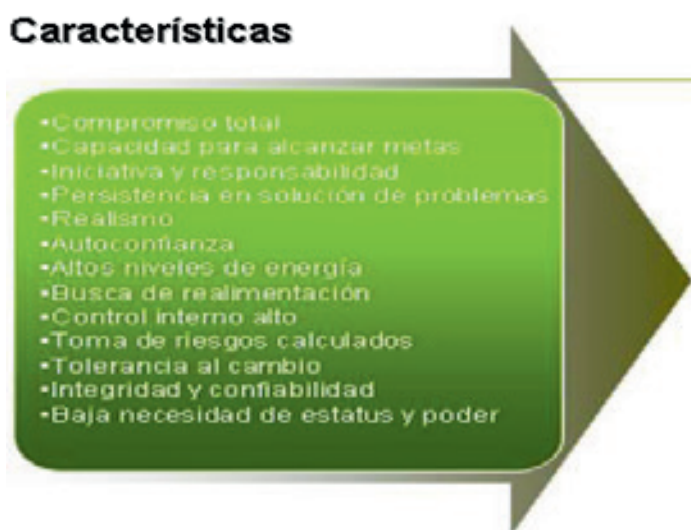 Características
•Compromiso total
•Capacidad para alcanzar metas
•Iniciativa y responsabilidad
•Persistencia en solución de problemas
•Realismo
•Autoconfianza
•Altos niveles de energía
•Busca de realimentación
•Control interno alto
•Toma de riesgos calculados
•Tolerancia al cambio
•Integridad y confiabilidad
•Baja necesidad de estatus y poder